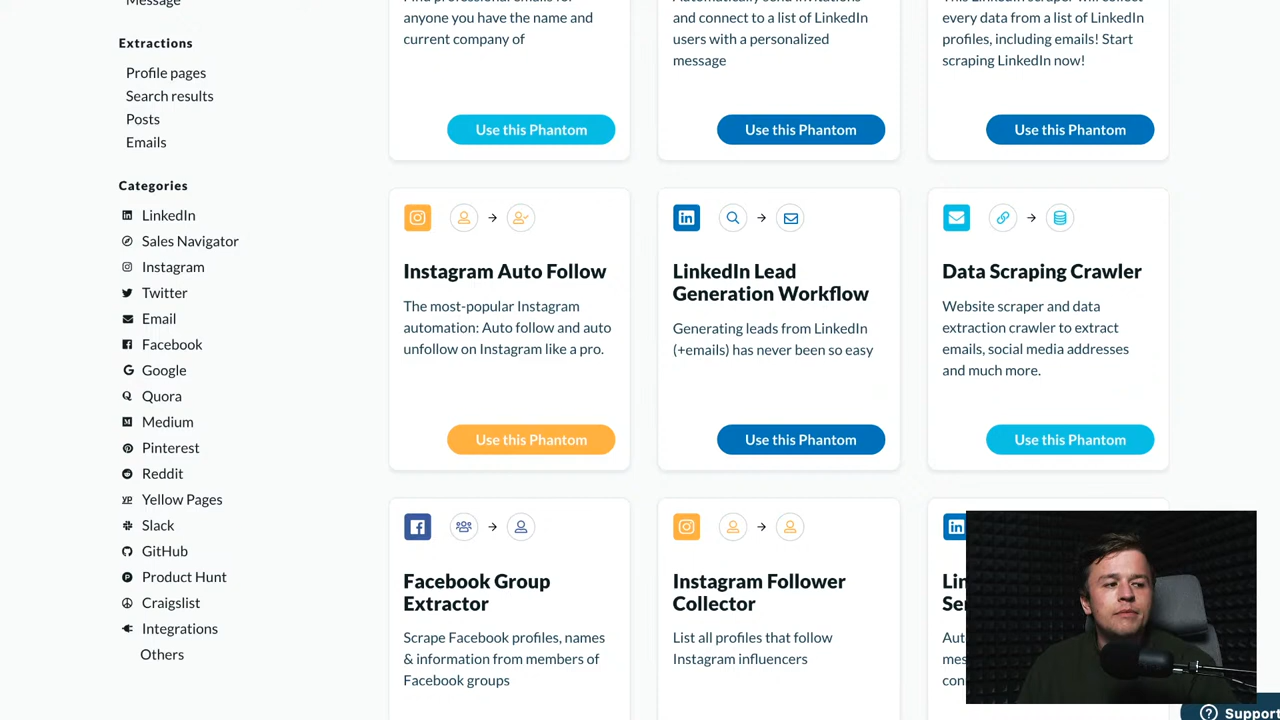 Message
Extractions
Profile pages
Search results
Posts
Emails
Categories
LinkedIn
Sales Navigator
Instagram
Twitter
Email
Facebook
Google
Quora
Medium
Pinterest
Reddit
Yellow Pages
Slack
GitHub
Product Hunt
Craigslist
Integrations
Others
anyone you have the name and
current company of
Use this Phantom
and connect to a list of LinkedIn
users with a personalized
message
Use this Phantom
every data from a list of LinkedIn
profiles, including emails! Start
scraping LinkedIn now!
Use this Phantom
Instagram Auto Follow
The most-popular Instagram
automation: Auto follow and auto
unfollow on Instagram like a pro.
Use this Phantom
LinkedIn Lead
Generation Workflow
Generating leads from LinkedIn
(+emails) has never been so easy
Use this Phantom
Data Scraping Crawler
Website scraper and data
extraction crawler to extract
emails, social media addresses
and much more.
Use this Phantom
Facebook Group
Extractor
Scrape Facebook profiles, names
& information from members of
Facebook groups
Instagram Follower
Collector
List all profiles that follow
Instagram influencers
Support